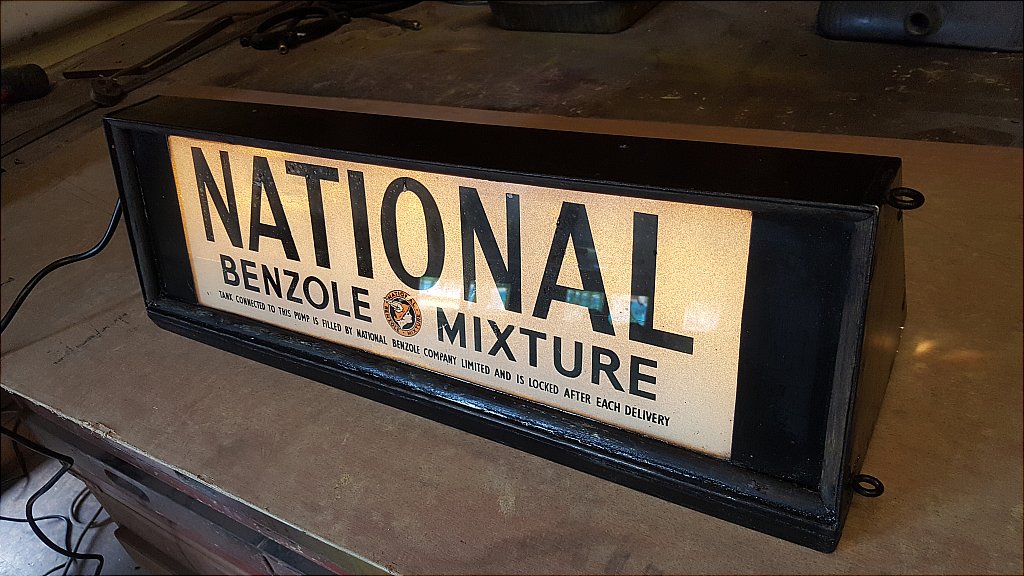 NATIONAL
BENZOLE MIXTURE
TANK CONNECTED TO THIS PUMP IS FILLED BY NATIONAL BENZOLE COMPANY LIMITED AND IS LOCKED AFTER EACH DELIVERY